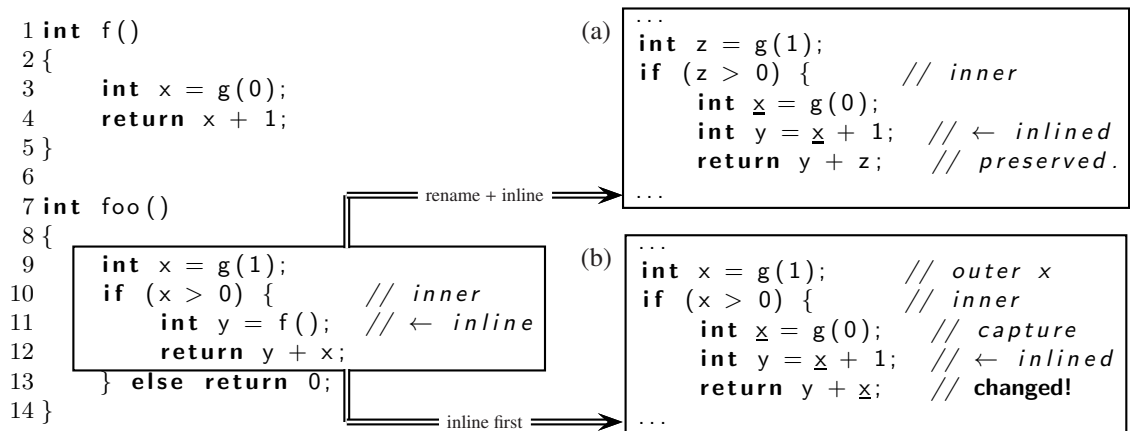 1 int f()
2 {
3 int x = g(0);
4 return x + 1;
5 }
6
7 int foo()
8 {
9 int x = g(1);
10 if (x > 0) { // inner
11 int y = f(); // ← inline
12 return y + x;
13 } else return 0;
14 }
rename + inline
inline first
(a)
...
int z = g(1);
if (z > 0) { // inner
int x = g(0);
int y = x + 1; // ← inlined
return y + z; // preserved.
...
(b)
...
int x = g(1); // outer x
if (x > 0) { // inner
int x = g(0); // capture
int y = x + 1; // ← inlined
return y + x; // changed!
...